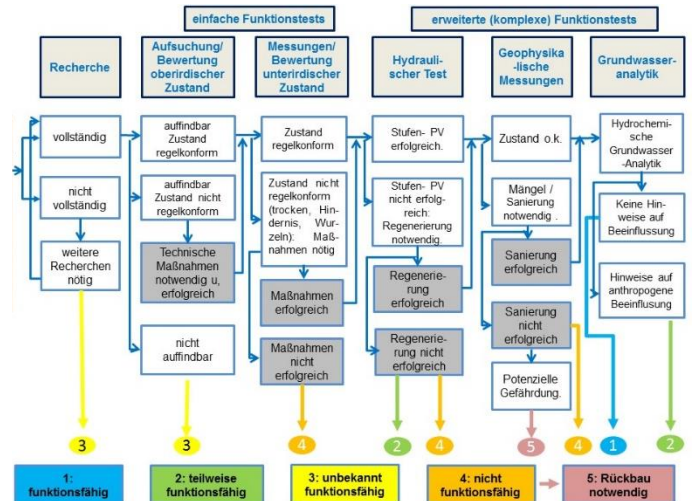 einfache Funktionstests
erweiterte (komplexe) Funktionstests
Recherche
Aufsuchung/
Bewertung
oberirdischer
Zustand
Messungen/
Bewertung
unterirdischer
Zustand
Hydrauli-
scher Test
Geophysika
-lische
Messungen
Grundwasser-
analytik
vollständig
nicht
vollständig
weitere
Recherchen
nötig
auffindbar
Zustand
regelkonform
auffindbar
Zustand nicht
regelkonform
Technische
Maßnahmen
notwendig u,
erfolgreich
nicht
auffindbar
Zustand
regelkonform
Zustand nicht
regelkonform
(trocken, Hin-
dernis, Wur-
zeln): Maß-
nahmen nötig
Maßnahmen
erfolgreich
Maßnahmen
nicht
erfolgreich
Stufen- PV
erfolgreich.
Stufen- PV
nicht erfolg-
reich:
Regenerierung
notwendig.
Regenerie-
rung
erfolgreich
Regenerie-
rung nicht
erfolgreich
Zustand o.k.
Mängel /
Sanierung
notwendig .
Sanierung
erfolgreich
Sanierung
nicht
erfolgreich
Potenzielle
Gefährdung.
Hydroche-
mische
Grundwasser
-Analytik
Keine Hin-
weise auf
Beeinflussung
Hinweise auf
anthropogene
Beeinflusung
3
3
4
2
4
5
4
1
2
1:
funktionsfähig
2: teilweise
funktionsfähig
3: unbekannt
funktionsfähig
4: nicht
funktionsfähig
5: Rückbau
notwendig